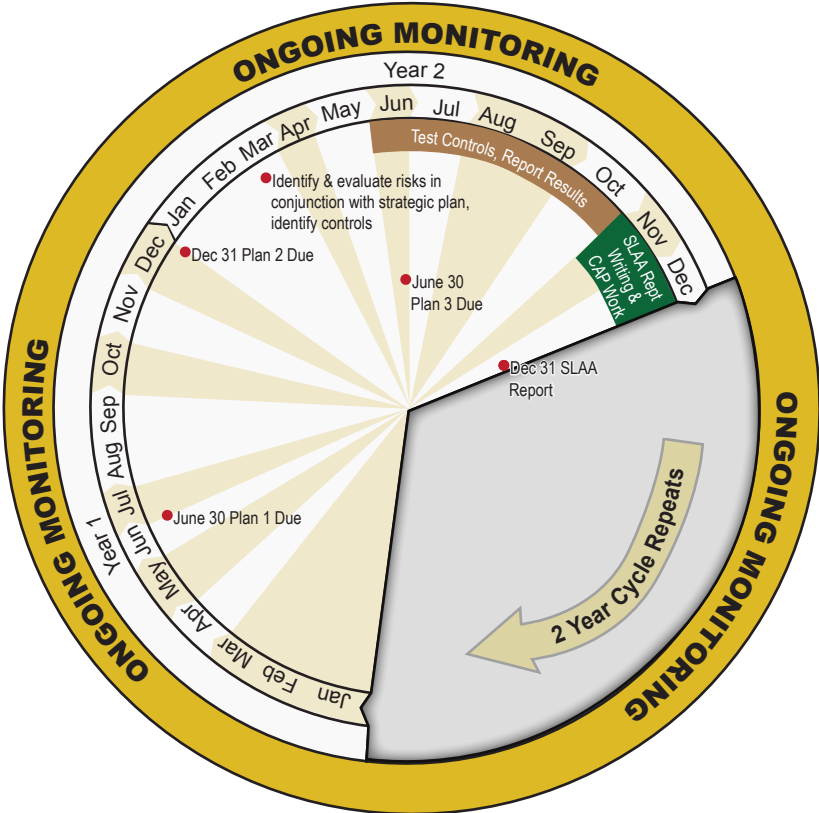 ONGOING MONITORING
Year 2
Jan
Feb
Mar
Apr
May
Jun
Jul
Aug
Sep
Oct
Nov
Dec
Test Controls, Report Results
SLAA Rept
Writing &
CAP Work
Identify & evaluate risks in
conjunction with strategic plan,
identify controls
Dec 31 Plan 2 Due
June 30
Plan 3 Due
Dec 31 SLAA
Report
ONGOING MONITORING
Year 1
Jan
Feb
Mar
Apr
May
Jun
Jul
Aug
Sep
Oct
Nov
Dec
June 30 Plan 1 Due
2 Year Cycle Repeats
ONGOING MONITORING